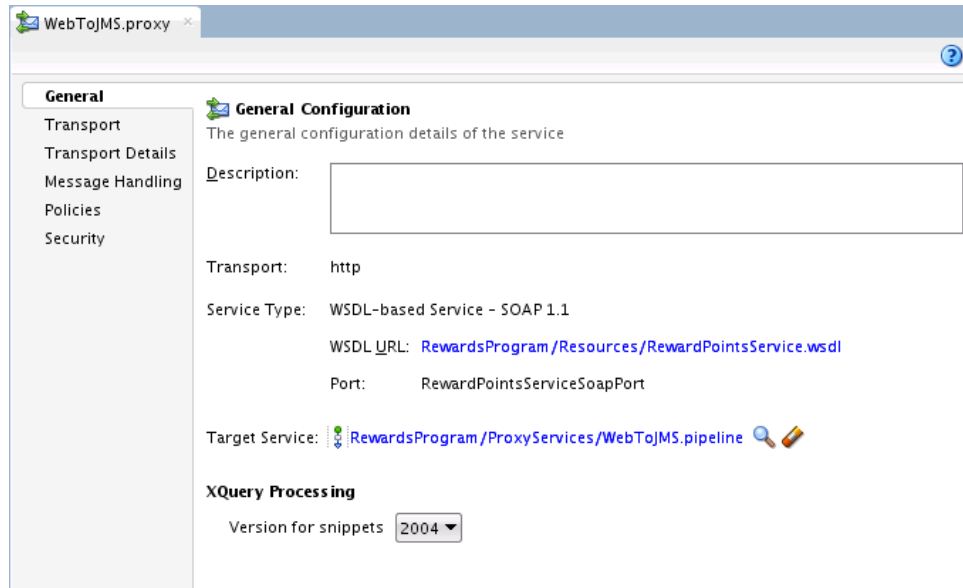 WebToJMS.proxy ×
?
General
Transport
Transport Details
Message Handling
Policies
Security
General Configuration
The general configuration details of the service
Description:
Transport: http
Service Type: WSDL-based Service - SOAP 1.1
WSDL URL: RewardsProgram/Resources/RewardPointsService.wsdl
Port: RewardPointsServiceSoapPort
Target Service: RewardsProgram/ProxyServices/WebToJMS.pipeline
XQuery Processing
Version for snippets 2004